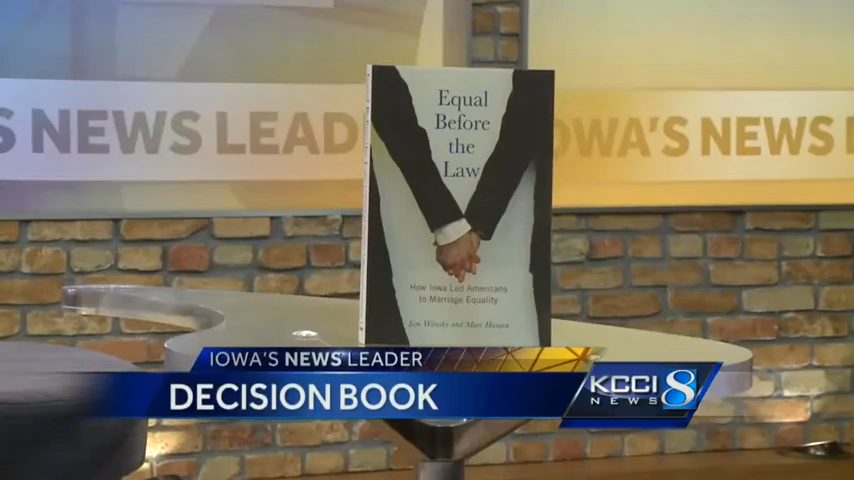 S NEWS LEAD
OWA'S NEWS
Equal
Before
the
Law
How Iowa Led Americans
to Marriage Equality
Tom Witosky and Marc Hansen
IOWA'S NEWS LEADER
DECISION BOOK
KCCI 8
NEWS